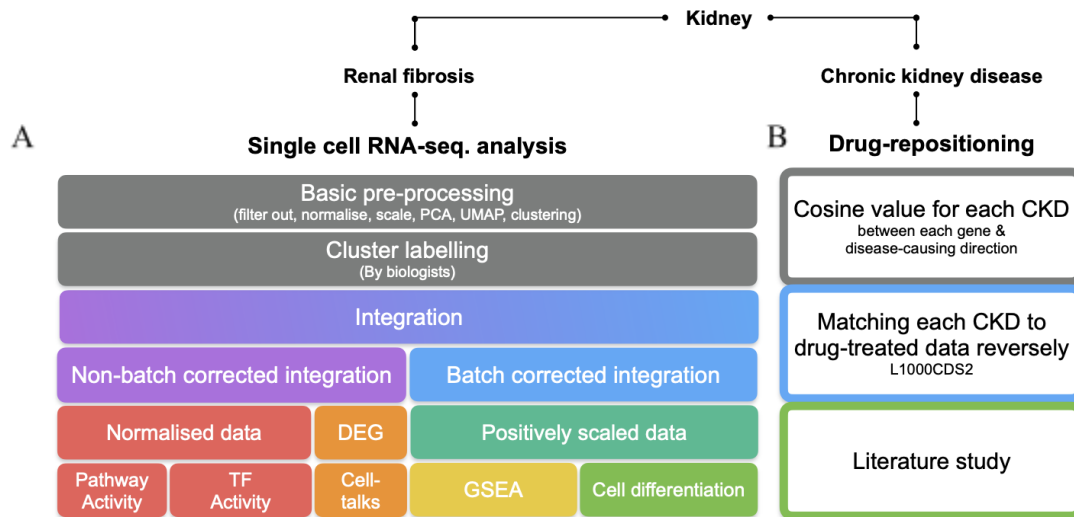 Kidney
Renal fibrosis
Chronic kidney disease
A
Single cell RNA-seq. analysis
Basic pre-processing
(filter out, normalise, scale, PCA, UMAP, clustering)
Cluster labelling
(By biologists)
Integration
Non-batch corrected integration
Batch corrected integration
Normalised data
DEG
Positively scaled data
Pathway
Activity
TF
Activity
Cell-
talks
GSEA
Cell differentiation
B
Drug-repositioning
Cosine value for each CKD
between each gene &
disease-causing direction
Matching each CKD to
drug-treated data reversely
L1000CDS2
Literature study